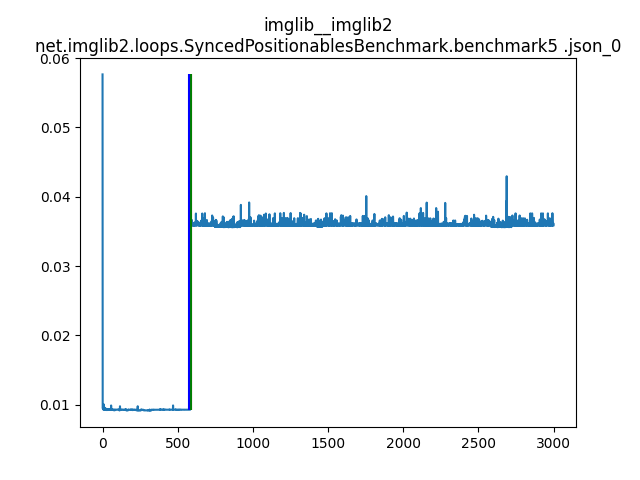 imglib__imglib2
net.imglib2.loops.SyncedPositionablesBenchmark.benchmark5 .json_0
0.06
0.05
0.04
0.03
0.02
0.01
0 500 1000 1500 2000 2500 3000